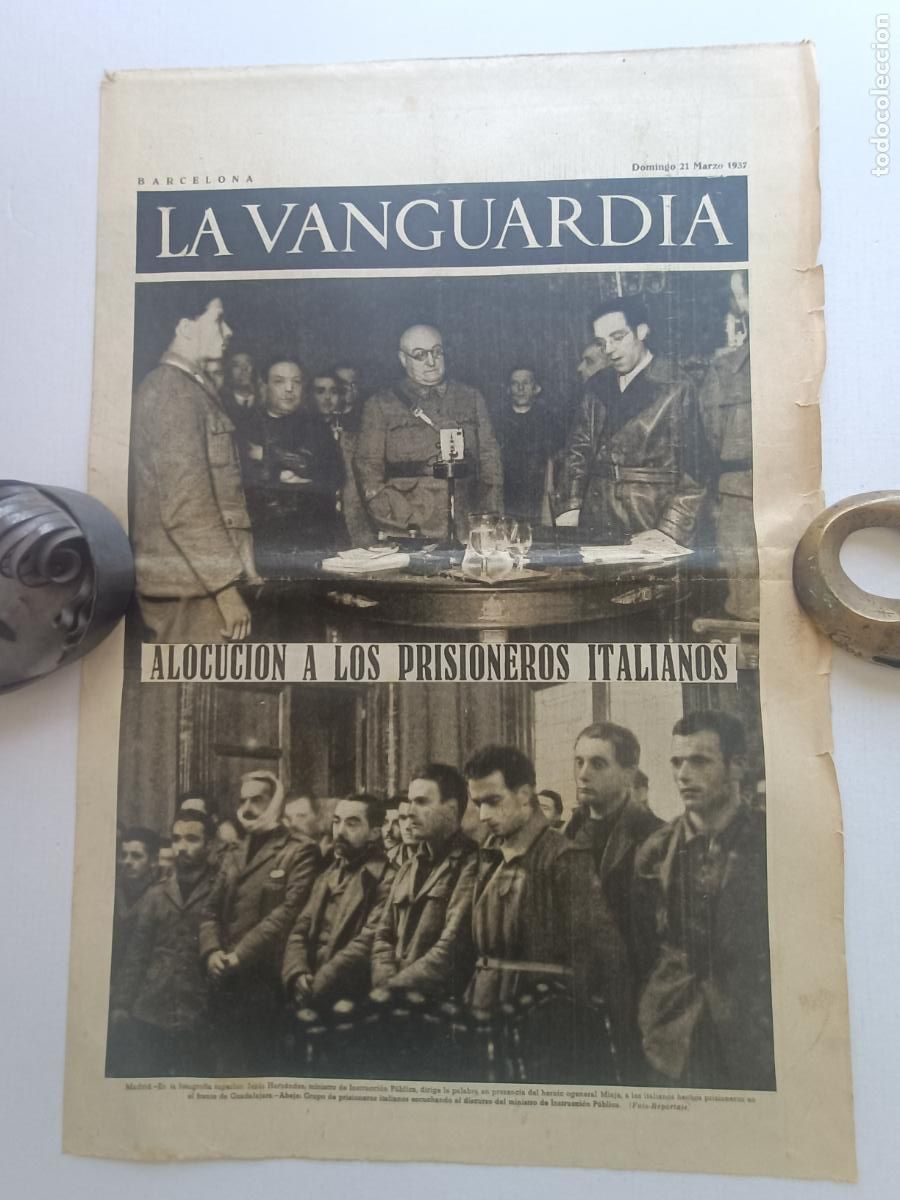 BARCELONA
Domingo 21 Marzo 1937
LA VANGUARDIA
ALOCUCION A LOS PRISIONEROS ITALIANOS
Madrid.-En la fotografía superior: Jesús Hernández, ministro de Instrucción Pública, dirige la palabra, en presencia del heroic ogeneral Miaja, a los italianos hechos prisioneros en
el frente de Guadalajara.-Abajo: Grupo de prisioneros italianos escuchando el discurso del ministro de Instrucción Pública. (Foto-Reportaje)
todocoleccion